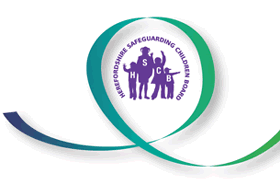 HEREFORDSHIRE SAFEGUARDING CHILDREN BOARD
S
H C B